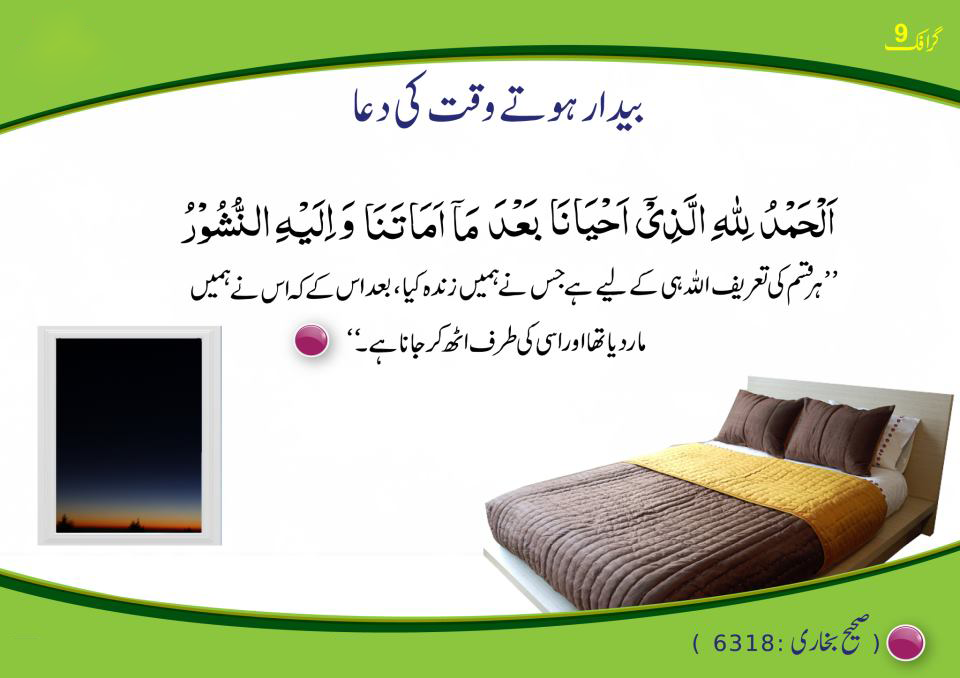 گرافک 9
بیدار ہوتے وقت کی دعا
اَلْحَمْدُ لِلّٰهِ الَّذِیْۤ اَحْیَانَا بَعْدَ مَاۤ اَمَاتَنَا وَ اِلَیْهِ النُّشُوْرُ
’’ہر قسم کی تعریف اللہ ہی کے لیے ہے جس نے ہمیں زندہ کیا، بعد اس کے کہ اس نے ہمیں
مار دیا تھا اور اسی کی طرف اٹھ کر جانا ہے۔‘‘
(صحیح بخاری :6318 )